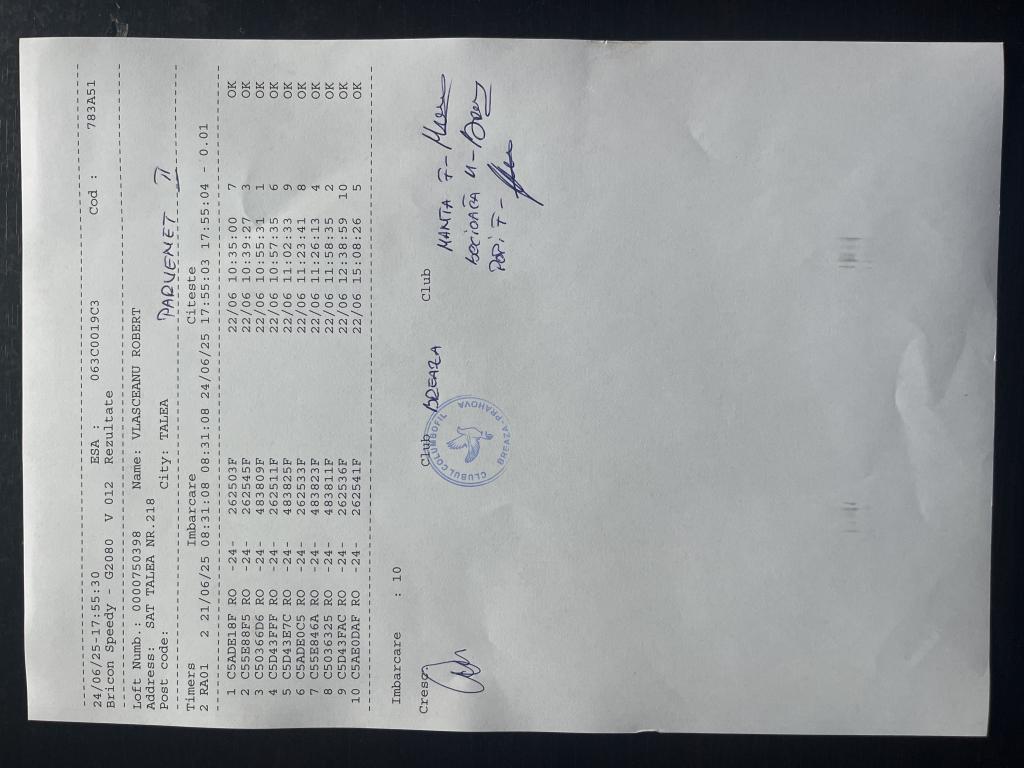 24/06/25-17:55:30 ESA : 063C0019C3 Cod : 783A51
Bricon Speedy - G2080 V 012 Rezultate
Loft Numb.: 0000750398 Name: VLASCEANU ROBERT
Address: SAT TALEA NR.218
Post code: City: TALEA PARDUEMET II
Timers Imbarcare Citeste
2 RA01 2 21/06/25 08:31:08 08:31:08 24/06/25 17:55:03 17:55:04 - 0.01
1 C5ADE18F RO -24- 262503F 22/06 10:35:00 7 OK
2 C55E88F5 RO -24- 262545F 22/06 10:39:27 3 OK
3 C50366D6 RO -24- 483809F 22/06 10:55:31 1 OK
4 C5D43FFF RO -24- 262511F 22/06 10:57:35 6 OK
5 C5D43E7C RO -24- 483825F 22/06 11:02:33 9 OK
6 C5ADE0C5 RO -24- 262533F 22/06 11:23:41 8 OK
7 C55E846A RO -24- 483823F 22/06 11:26:13 4 OK
8 C5036325 RO -24- 483811F 22/06 11:58:35 2 OK
9 C5D43FAC RO -24- 262536F 22/06 12:38:59 10 OK
10 C5AE0DAF RO -24- 262541F 22/06 15:08:26 5 OK
Imbarcare : 10
Cresc. Club BREAZA Club MANTA F-
CLUBUL COLUMBOFIL
BREAZA-PRAHOVA
POPI F-